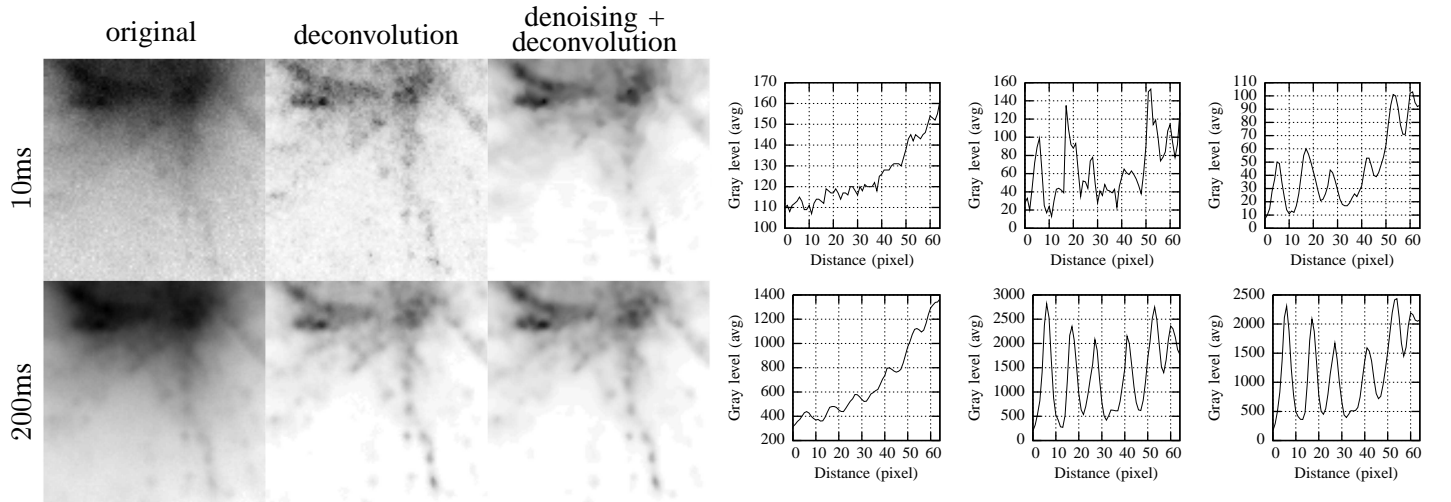 original
deconvolution
denoising +
deconvolution
10ms
200ms
170
160
150
140
130
120
110
100
0 10 20 30 40 50 60
Gray level (avg)
Distance (pixel)
160
140
120
100
80
60
40
20
0
0 10 20 30 40 50 60
Gray level (avg)
Distance (pixel)
110
100
90
80
70
60
50
40
30
20
10
0
0 10 20 30 40 50 60
Gray level (avg)
Distance (pixel)
1400
1200
1000
800
600
400
200
0 10 20 30 40 50 60
Gray level (avg)
Distance (pixel)
3000
2500
2000
1500
1000
500
0
0 10 20 30 40 50 60
Gray level (avg)
Distance (pixel)
2500
2000
1500
1000
500
0
0 10 20 30 40 50 60
Gray level (avg)
Distance (pixel)